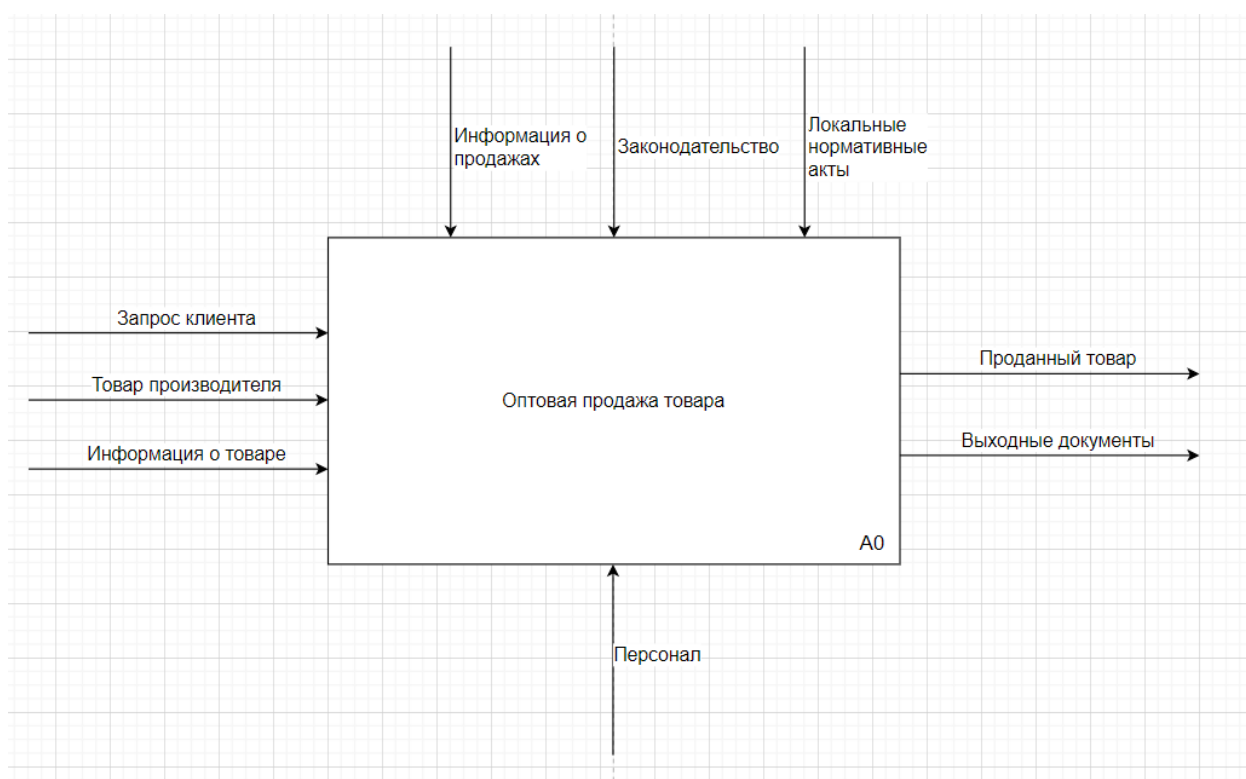 Информация о
продажах
Законодательство
Локальные
нормативные
акты
Запрос клиента
Товар производителя
Информация о товаре
Оптовая продажа товара
Проданный товар
Выходные документы
A0
Персонал